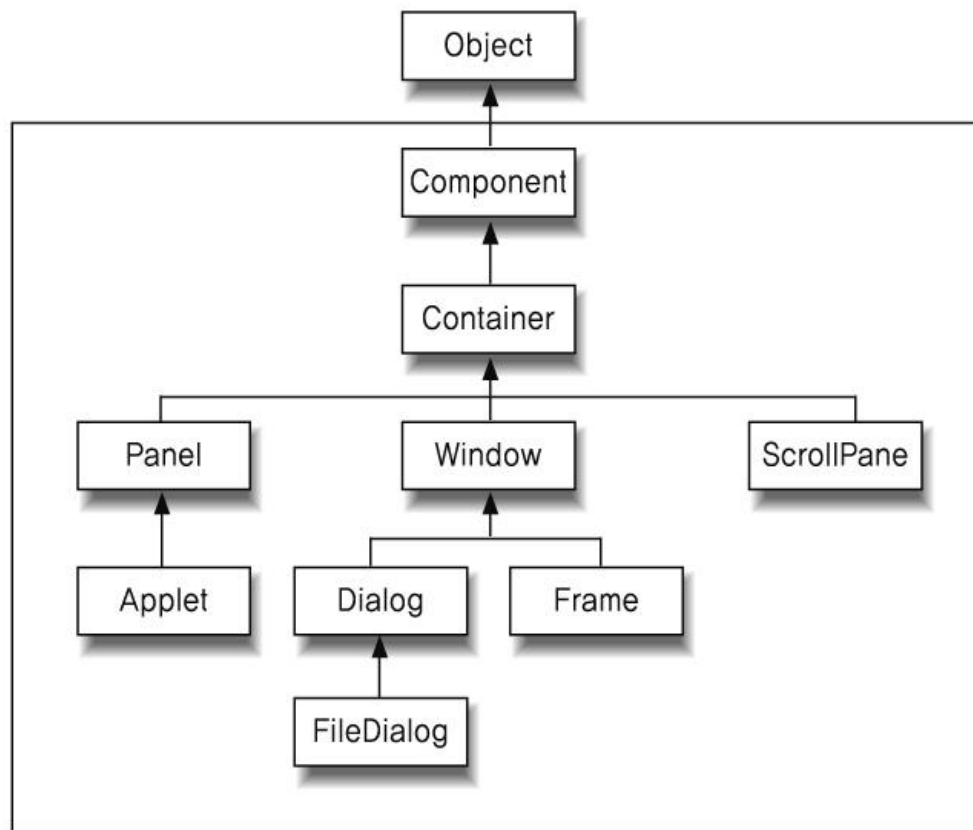 Object
Component
Container
Panel
Window
ScrollPane
Applet
Dialog
Frame
FileDialog